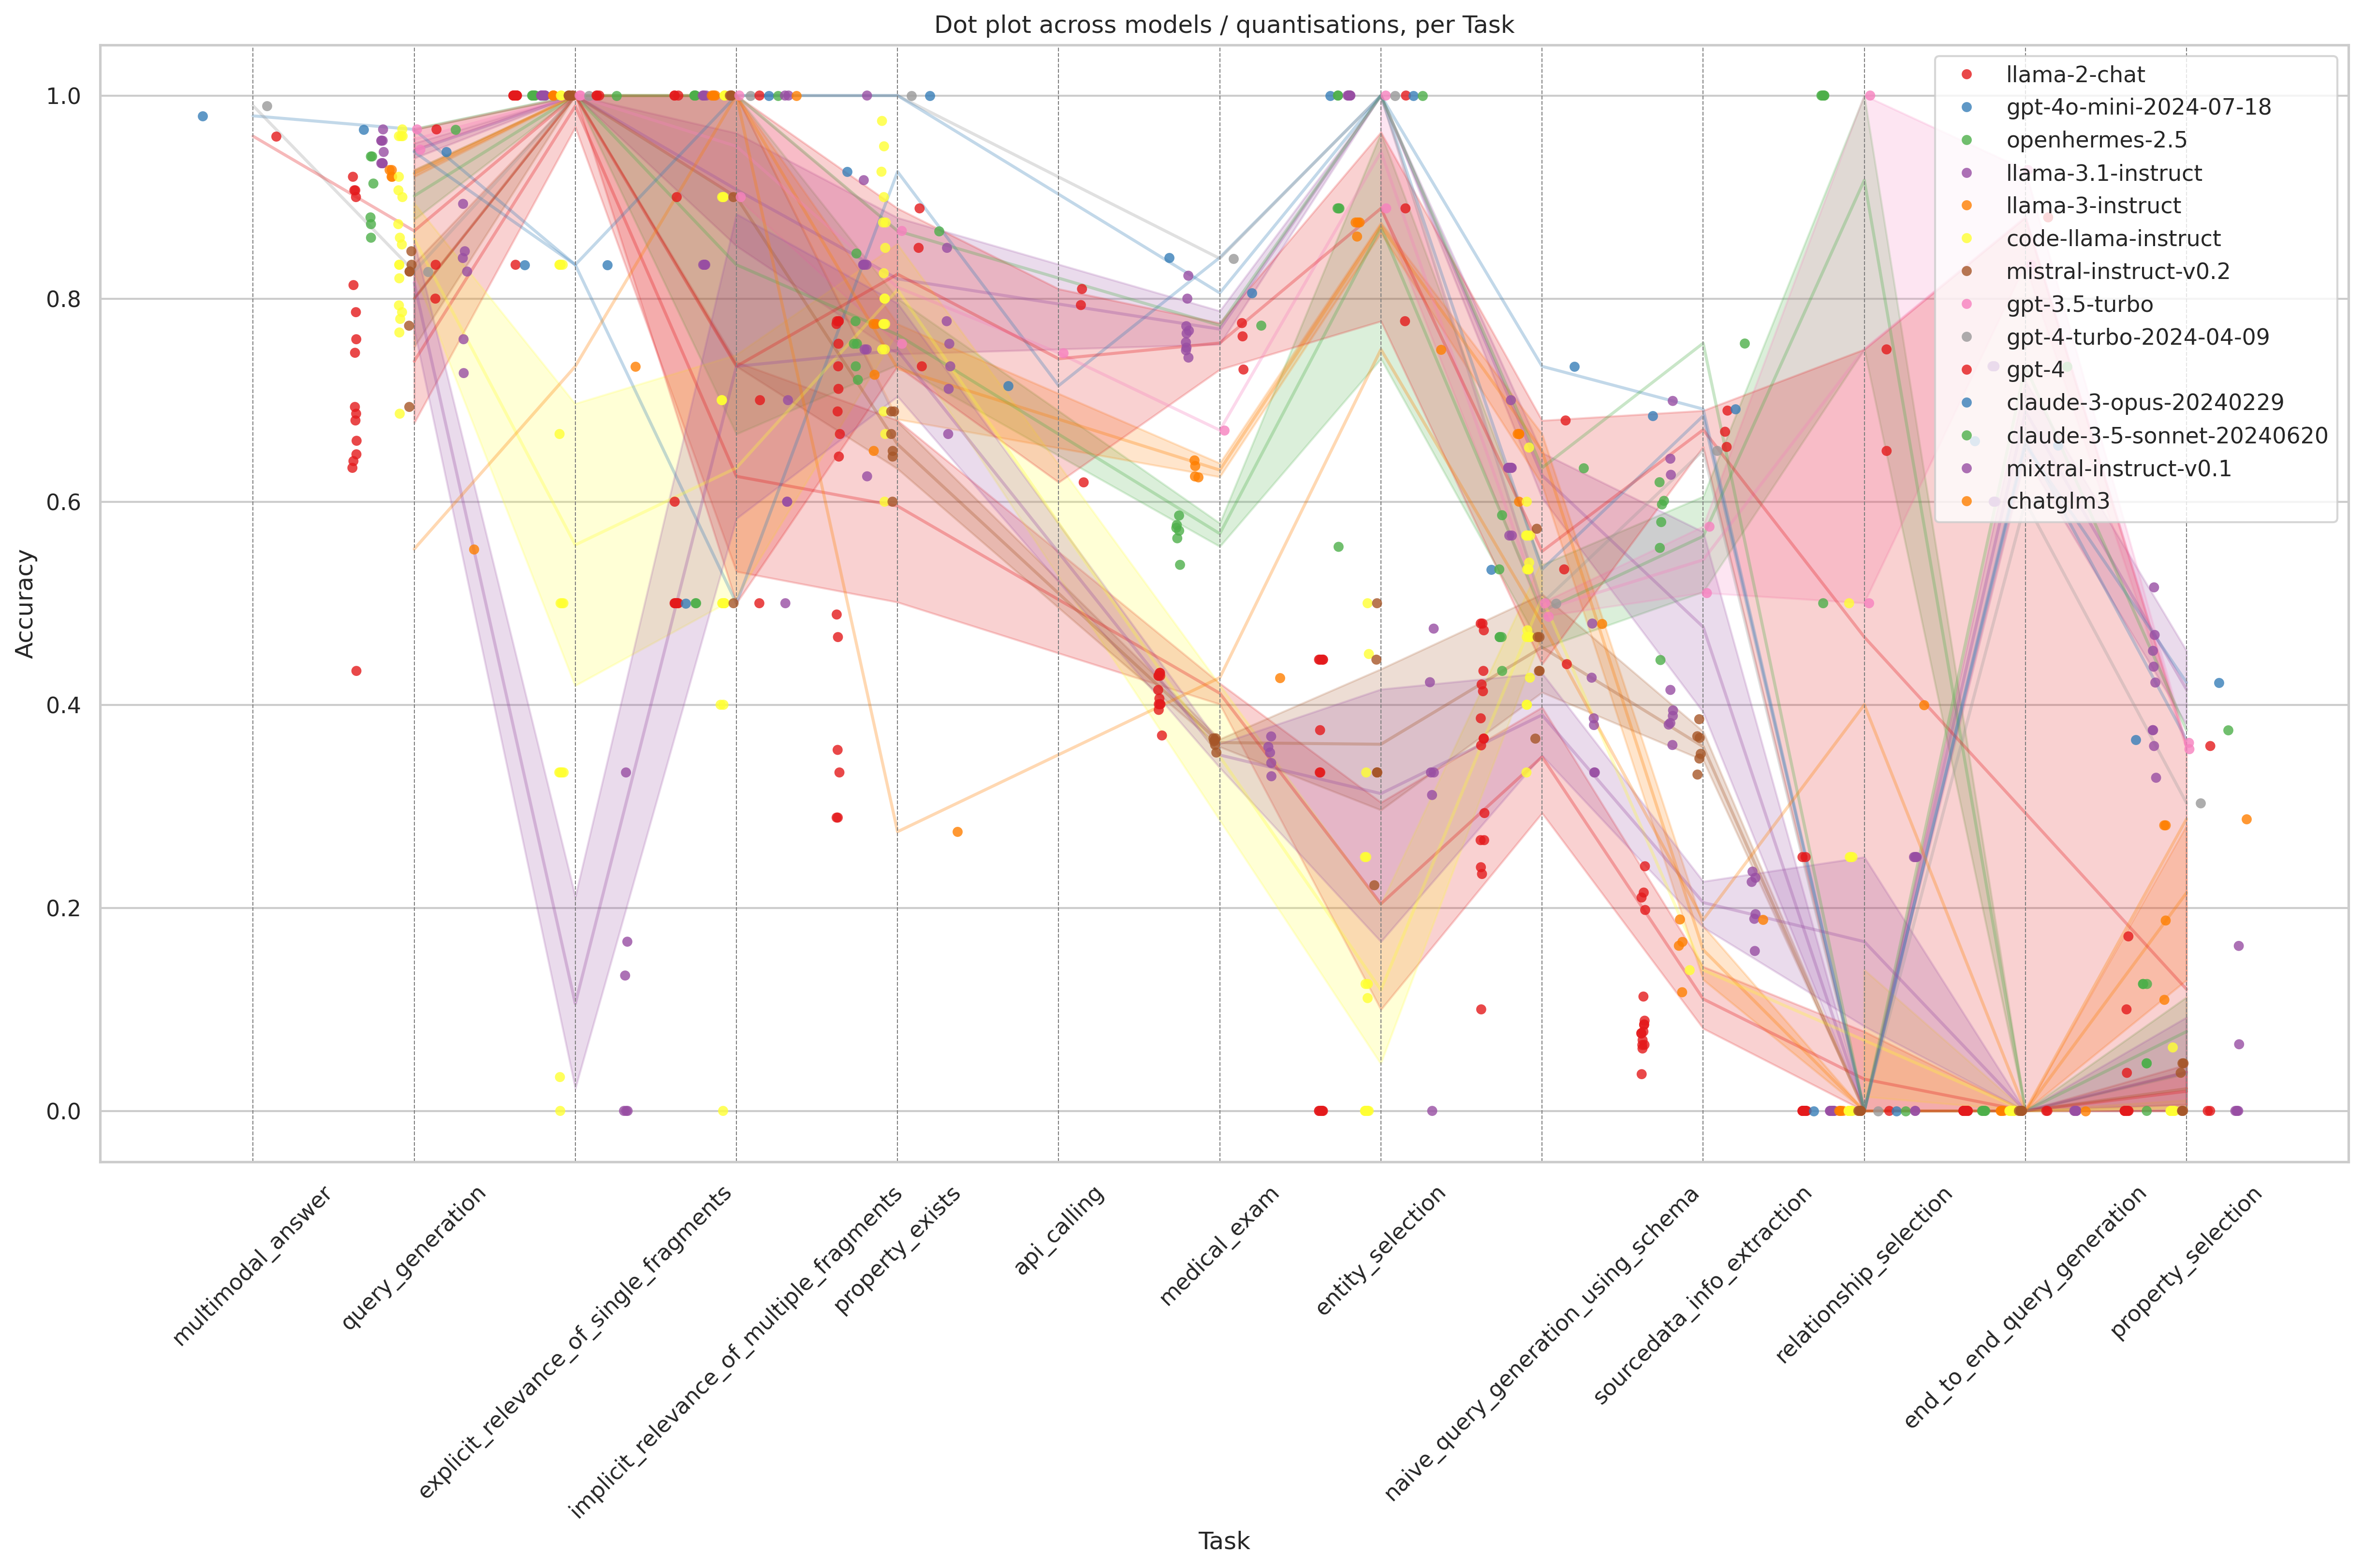 Dot plot across models / quantisations, per Task
Accuracy
1.0
0.8
0.6
0.4
0.2
0.0
llama-2-chat
gpt-4o-mini-2024-07-18
openhermes-2.5
llama-3.1-instruct
llama-3-instruct
code-llama-instruct
mistral-instruct-v0.2
gpt-3.5-turbo
gpt-4-turbo-2024-04-09
gpt-4
claude-3-opus-20240229
claude-3-5-sonnet-20240620
mixtral-instruct-v0.1
chatglm3
multimodal_answer
query_generation
explicit_relevance_of_single_fragments
implicit_relevance_of_multiple_fragments
property_exists
api_calling
medical_exam
entity_selection
naive_query_generation_using_schema
sourcedata_info_extraction
relationship_selection
end_to_end_query_generation
property_selection
Task